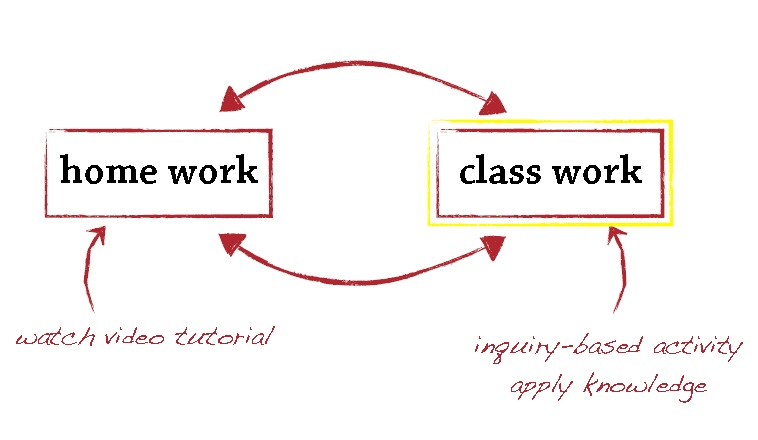 home work
class work
watch video tutorial
inquiry-based activity
apply knowledge